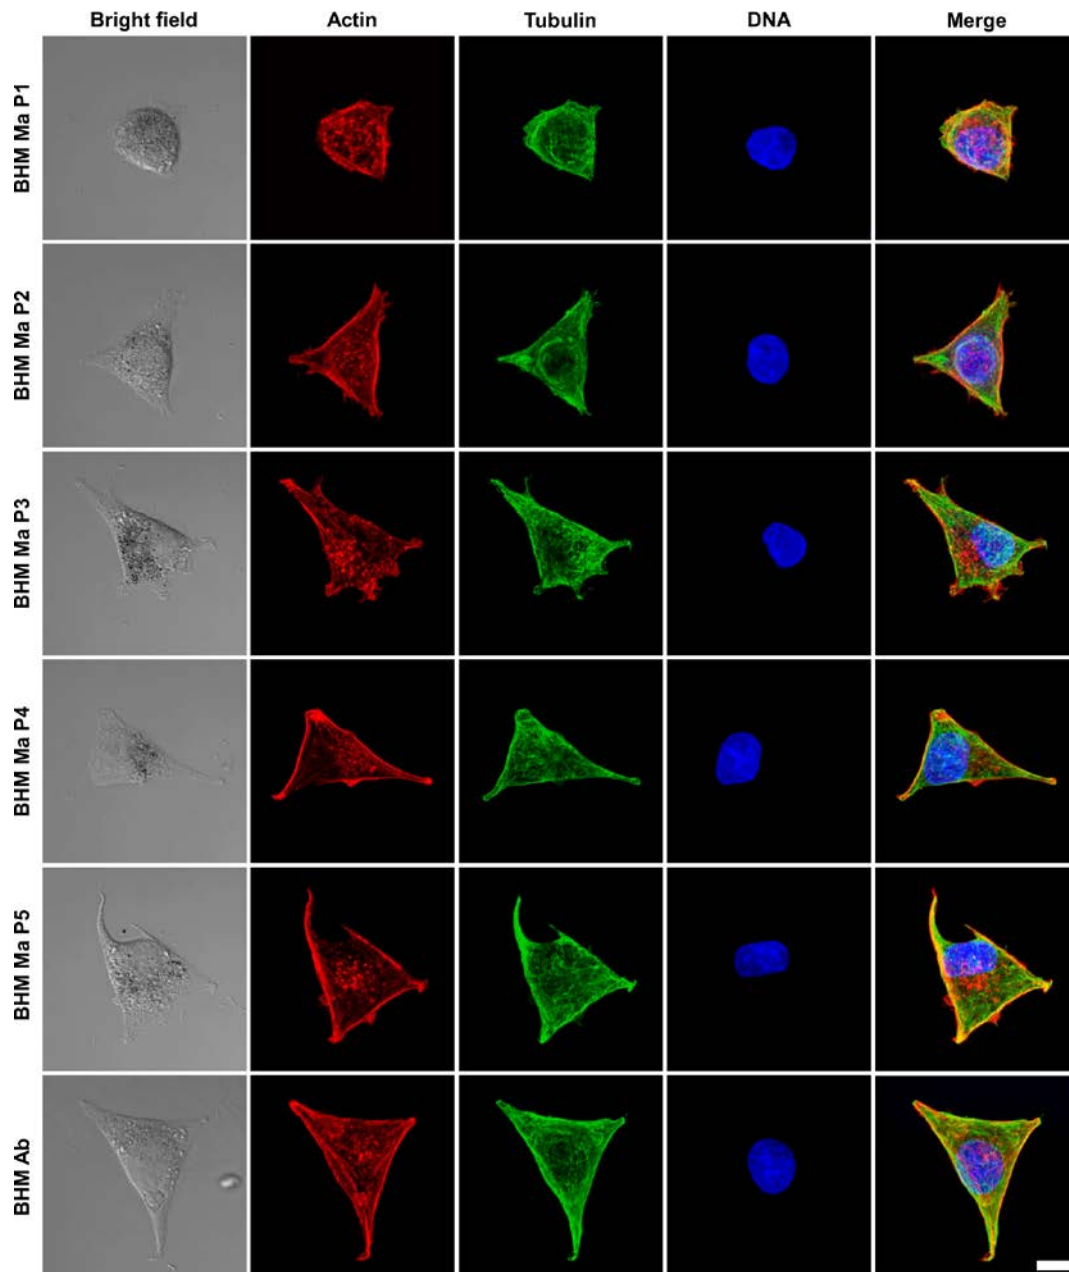 Bright field Actin Tubulin DNA Merge
BHM Ma P1
BHM Ma P2
BHM Ma P3
BHM Ma P4
BHM Ma P5
BHM Ab